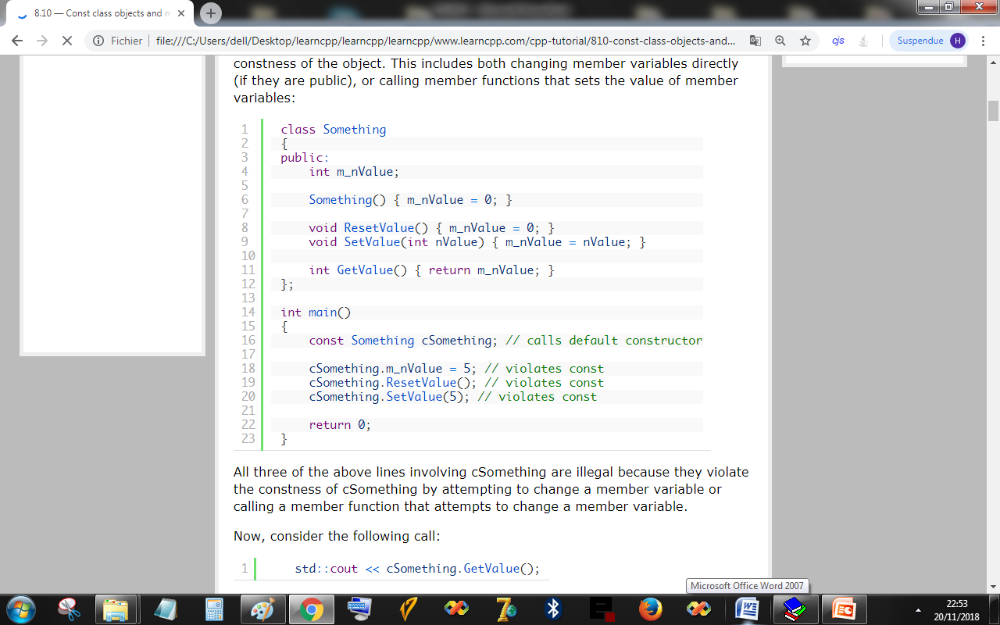 8.10 — Const class objects and m
Fichier
file:///C:/Users/dell/Desktop/learncpp/learncpp/learncpp/www.learncpp.com/cpp-tutorial/810-const-class-objects-and...
cjs
Suspendue H
constness of the object. This includes both changing member variables directly
(if they are public), or calling member functions that sets the value of member
variables:
1 class Something
2 {
3 public:
4 int m_nValue;
5
6 Something() { m_nValue = 0; }
7
8 void ResetValue() { m_nValue = 0; }
9 void SetValue(int nValue) { m_nValue = nValue; }
10
11 int GetValue() { return m_nValue; }
12 };
13
14 int main()
15 {
16 const Something cSomething; // calls default constructor
17
18 cSomething.m_nValue = 5; // violates const
19 cSomething.ResetValue(); // violates const
20 cSomething.SetValue(5); // violates const
21
22 return 0;
23 }
All three of the above lines involving cSomething are illegal because they violate
the constness of cSomething by attempting to change a member variable or
calling a member function that attempts to change a member variable.
Now, consider the following call:
1 std::cout << cSomething.GetValue();
Microsoft Office Word 2007
22:53
20/11/2018